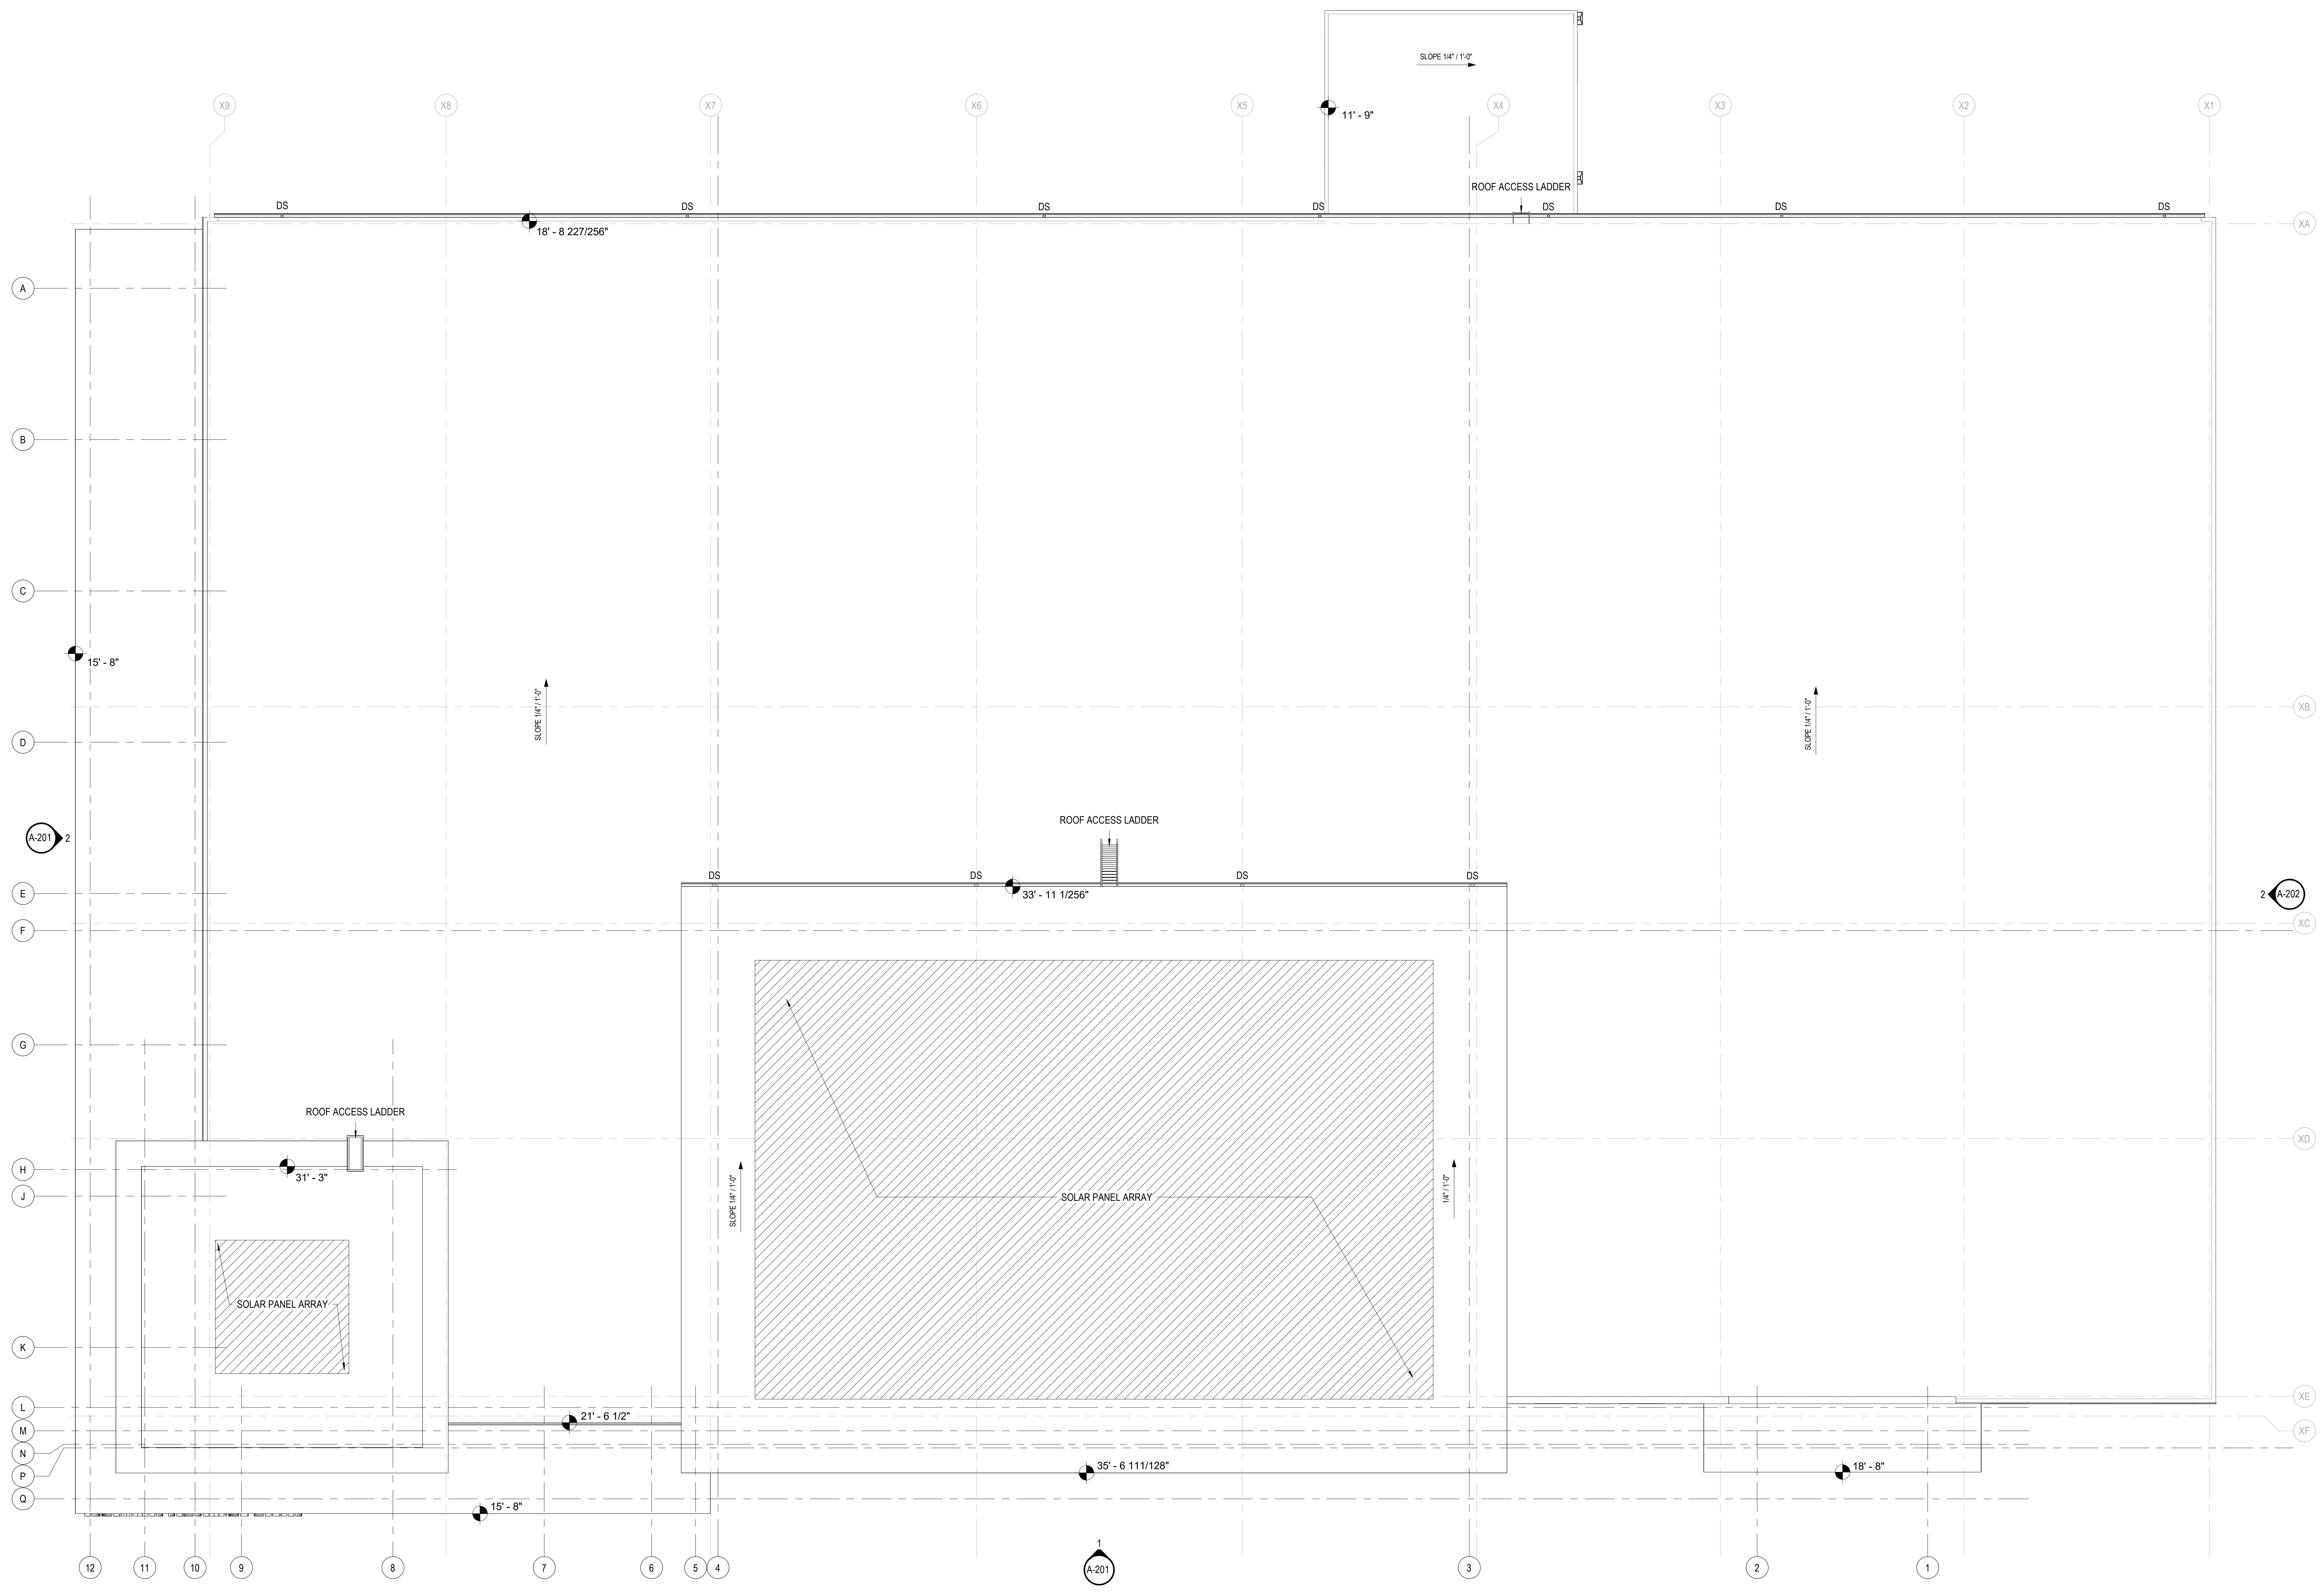 SLOPE 1/4" / 1'-0"
X9
X8
X7
X6
X5
X4
X3
X2
X1
11' - 9"
ROOF ACCESS LADDER
DS
DS
DS
DS
DS
DS
DS
XA
18' - 8 227/256"
A
B
C
15' - 8"
SLOPE 1/4" / 1'-0"
SLOPE 1/4" / 1'-0"
XB
D
ROOF ACCESS LADDER
A-201
2
DS
DS
DS
DS
E
33' - 11 1/256"
2
A-202
XC
F
G
ROOF ACCESS LADDER
XD
H
31' - 3"
J
SLOPE 1/4" / 1'-0"
SOLAR PANEL ARRAY
1/4" / 1'-0"
SOLAR PANEL ARRAY
K
XE
L
21' - 6 1/2"
M
XF
N
P
35' - 6 111/128"
18' - 8"
Q
15' - 8"
1
A-201
12
11
10
9
8
7
6
5
4
3
2
1